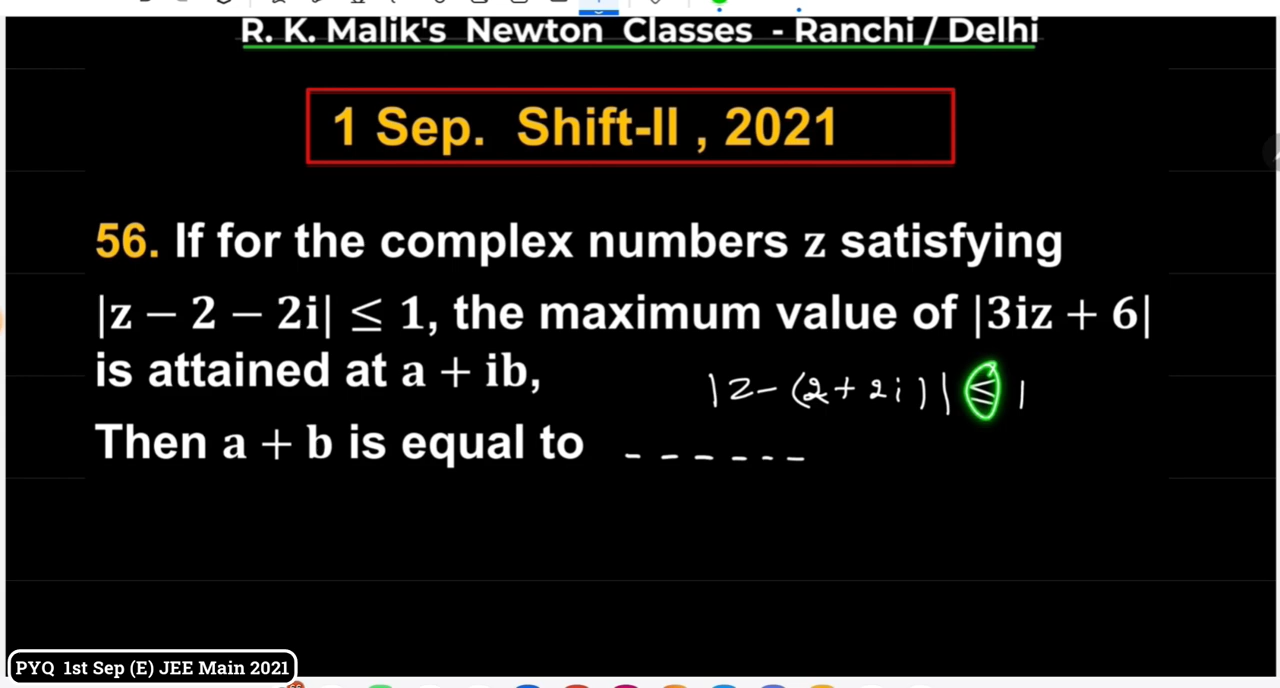 R. K. Malik's Newton Classes - Ranchi / Delhi
1 Sep. Shift-II , 2021
56. If for the complex numbers z satisfying
|z − 2 − 2i| ≤ 1, the maximum value of |3iz + 6|
is attained at a + ib,
|z-(2+2i)| ≤ 1
Then a + b is equal to ------
PYQ 1st Sep (E) JEE Main 2021